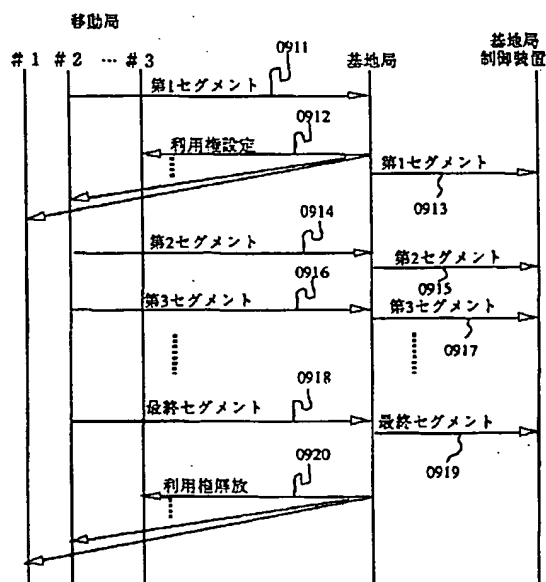 移動局
#1 #2 … #3
基地局
基地局
制御装置
0911
第1セグメント
0912
利用権設定
第1セグメント
0913
0914
第2セグメント
第2セグメント
0915
0916
第3セグメント
第3セグメント
0917
0918
最終セグメント
最終セグメント
0919
0920
利用権解放